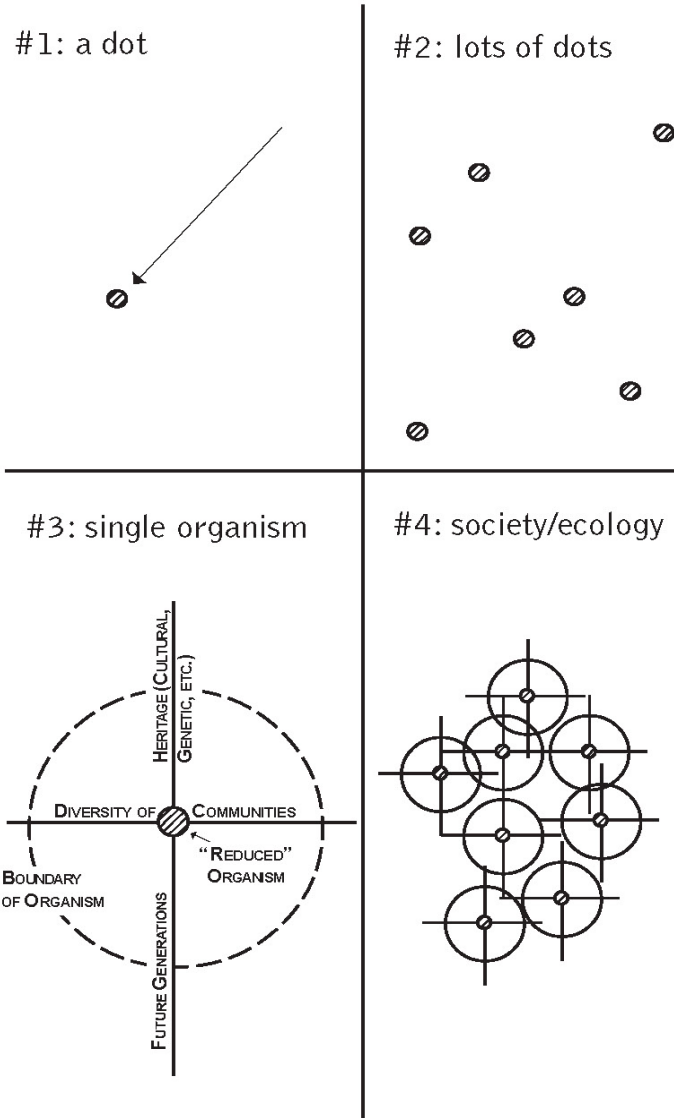 #1: a dot
#2: lots of dots
#3: single organism
HERITAGE (CULTURAL,
GENETIC, ETC.)
DIVERSITY OF COMMUNITIES
"REDUCED"
ORGANISM
BOUNDARY
OF ORGANISM
FUTURE GENERATIONS
#4: society/ecology